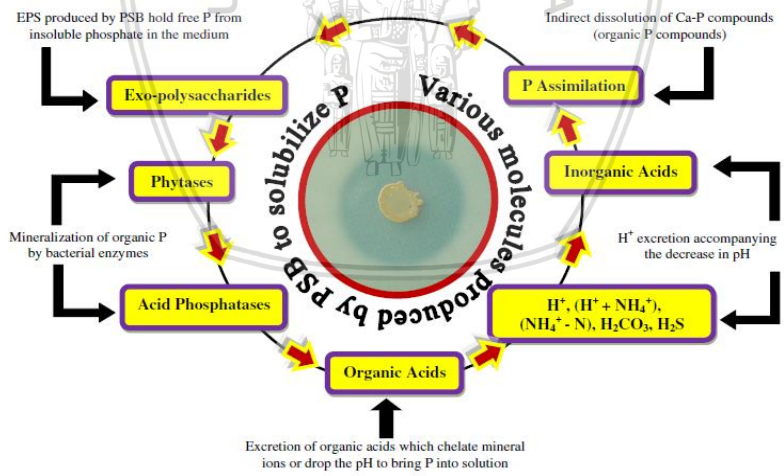 EPS produced by PSB hold free P from
insoluble phosphate in the medium
Indirect dissolution of Ca-P compounds
(organic P compounds)
Exo-polysaccharides
P Assimilation
Various molecules produced by PSB to solubilize P
Phytases
Inorganic Acids
Mineralization of organic P
by bacterial enzymes
H⁺ excretion accompanying
the decrease in pH
Acid Phosphatases
H⁺, (H⁺ + NH₄⁺),
(NH₄⁺ - N), H₂CO₃, H₂S
Organic Acids
Excretion of organic acids which chelate mineral
ions or drop the pH to bring P into solution